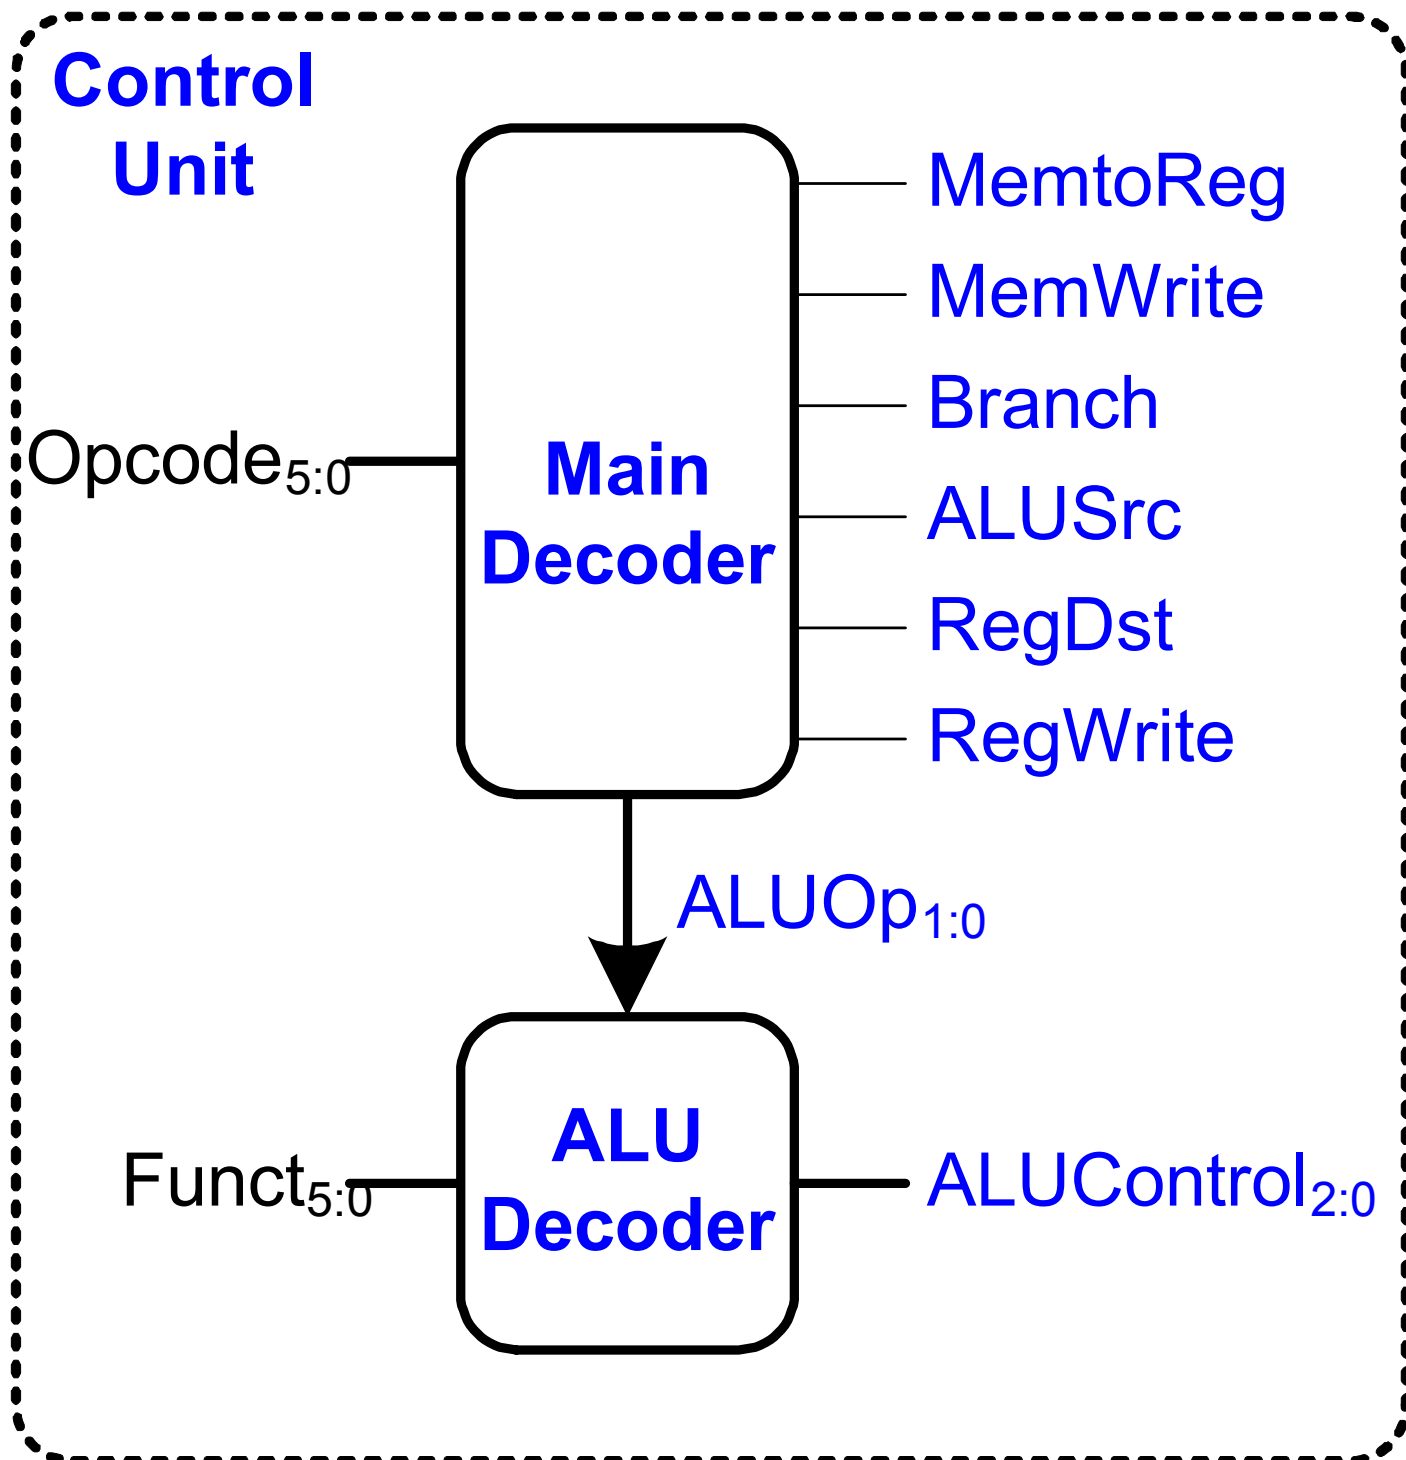 Control
Unit
MemtoReg
MemWrite
Branch
Opcode5:0
Main
Decoder
ALUSrc
RegDst
RegWrite
ALUOp1:0
ALU
Decoder
Funct5:0
ALUControl2:0